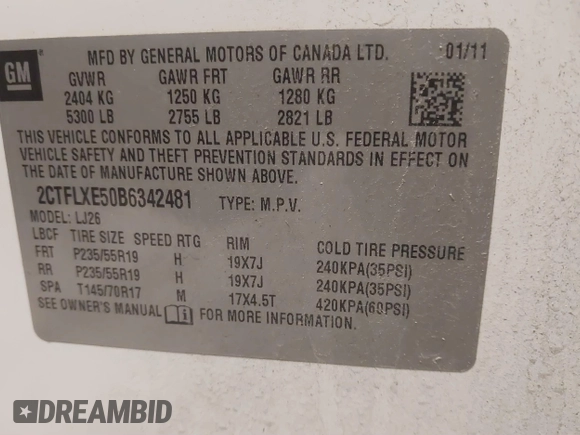 GM
MFD BY GENERAL MOTORS OF CANADA LTD. 01/11
GVWR GAWR FRT GAWR RR
2404 KG 1250 KG 1280 KG
5300 LB 2755 LB 2821 LB
THIS VEHICLE CONFORMS TO ALL APPLICABLE U.S. FEDERAL MOTOR
VEHICLE SAFETY AND THEFT PREVENTION STANDARDS IN EFFECT ON
THE DATE OF MANUFACTURE SHOWN ABOVE.
2CTFLXE50B6342481 TYPE: M.P.V.
MODEL: LJ26
LBCF TIRE SIZE SPEED RTG RIM COLD TIRE PRESSURE
FRT P235/55R19 H 19X7J 240KPA(35PSI)
RR P235/55R19 H 19X7J 240KPA(35PSI)
SPA T145/70R17 M 17X4.5T 420KPA(60PSI)
SEE OWNER'S MANUAL FOR MORE INFORMATION.
DREAMBID